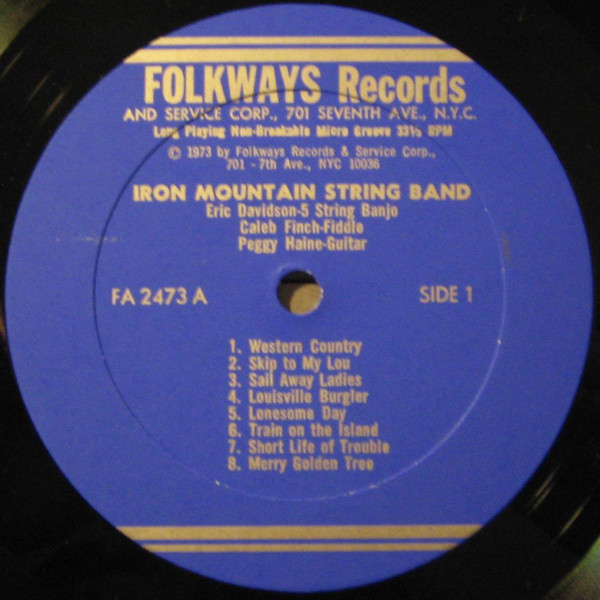 FOLKWAYS Records
AND SERVICE CORP., 701 SEVENTH AVE., N.Y.C.
Long Playing Non-Breakable Micro Groove 33⅓ RPM
© 1973 by Folkways Records & Service Corp.,
701 - 7th Ave., NYC 10036
IRON MOUNTAIN STRING BAND
Eric Davidson-5 String Banjo
Caleb Finch-Fiddle
Peggy Haine-Guitar
FA 2473 A SIDE 1
1. Western Country
2. Skip to My Lou
3. Sail Away Ladies
4. Louisville Burgler
5. Lonesome Day
6. Train on the Island
7. Short Life of Trouble
8. Merry Golden Tree